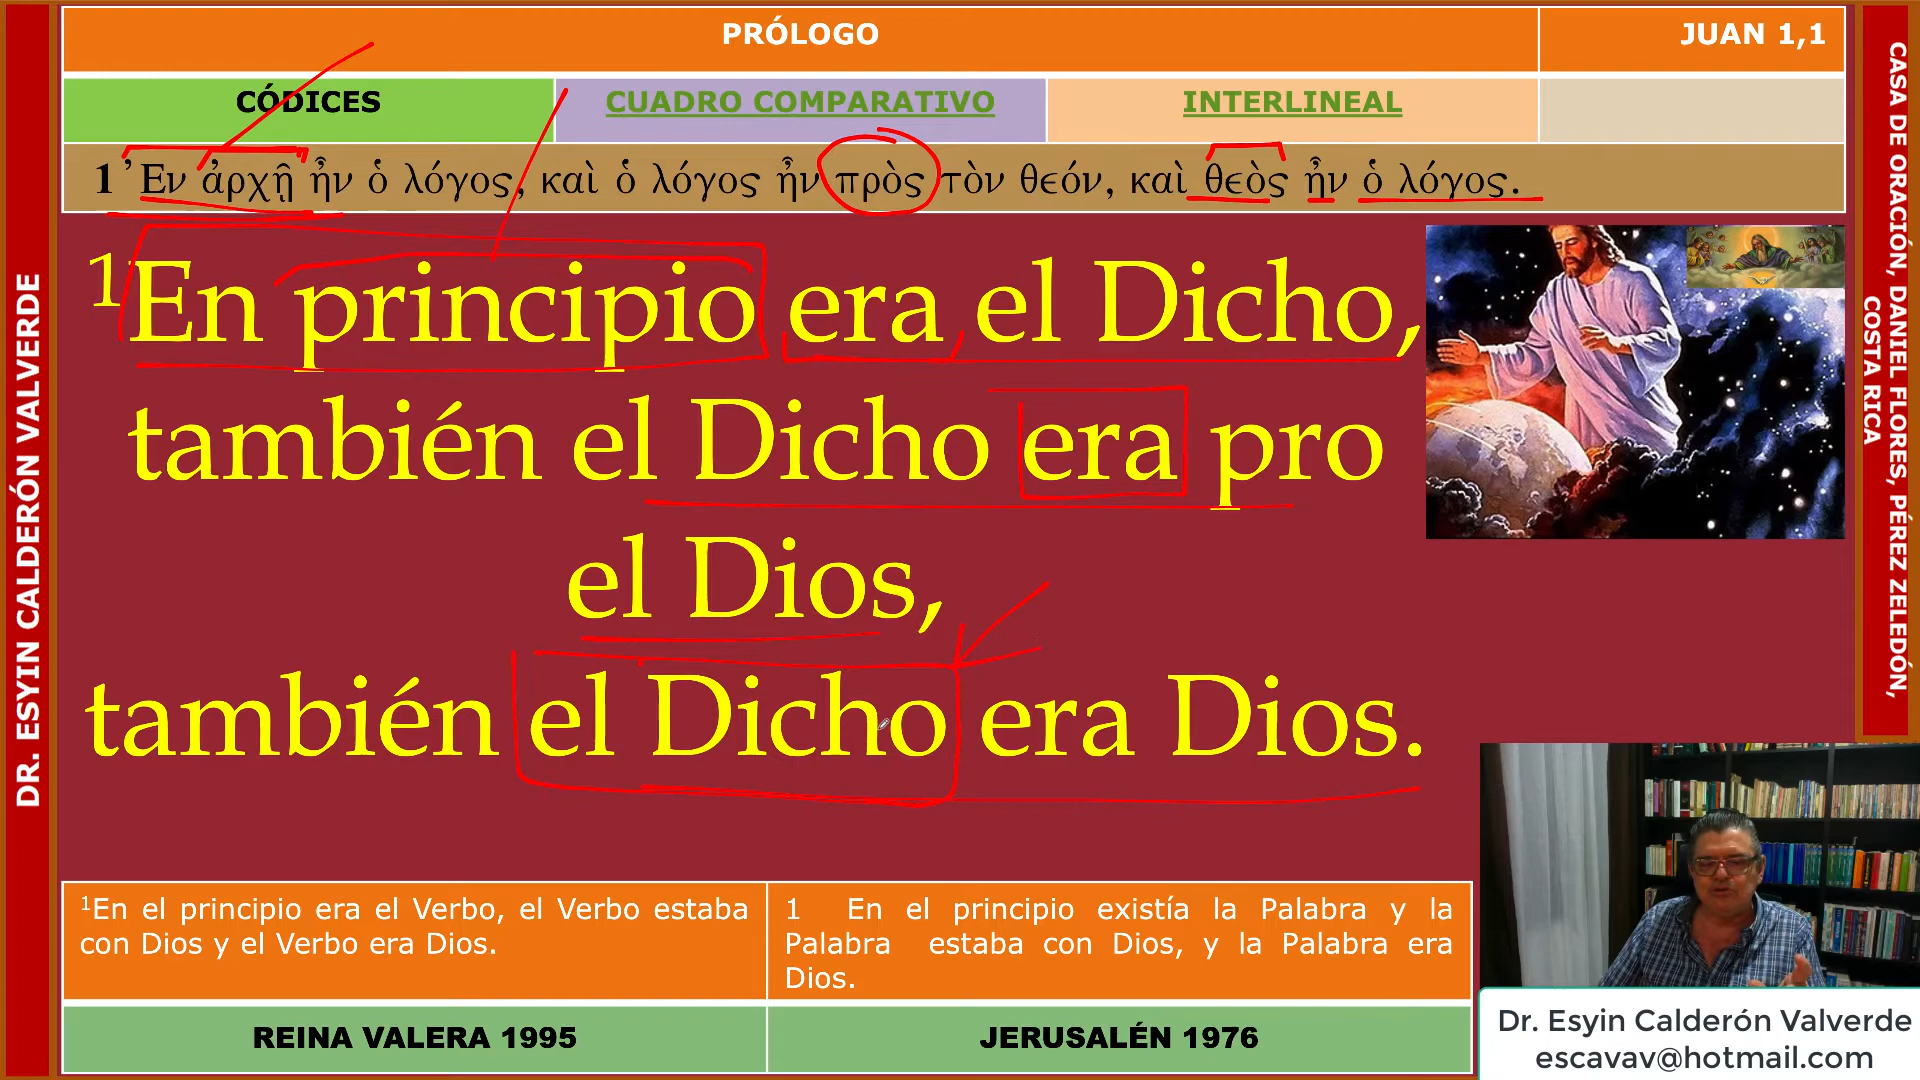 PRÓLOGO
JUAN 1,1
CÓDICES
CUADRO COMPARATIVO
INTERLINEAL
1 Ἐν ἀρχῇ ἦν ὁ λόγος, καὶ ὁ λόγος ἦν πρὸς τὸν θεόν, καὶ θεὸς ἦν ὁ λόγος.
1En principio era el Dicho,
también el Dicho era pro
el Dios,
también el Dicho era Dios.
1En el principio era el Verbo, el Verbo estaba
con Dios y el Verbo era Dios.
1 En el principio existía la Palabra y la
Palabra estaba con Dios, y la Palabra era
Dios.
REINA VALERA 1995
JERUSALÉN 1976
DR. ESYIN CALDERÓN VALVERDE
CASA DE ORACIÓN, DANIEL FLORES, PÉREZ ZELEDÓN,
COSTA RICA
Dr. Esyin Calderón Valverde
escavav@hotmail.com